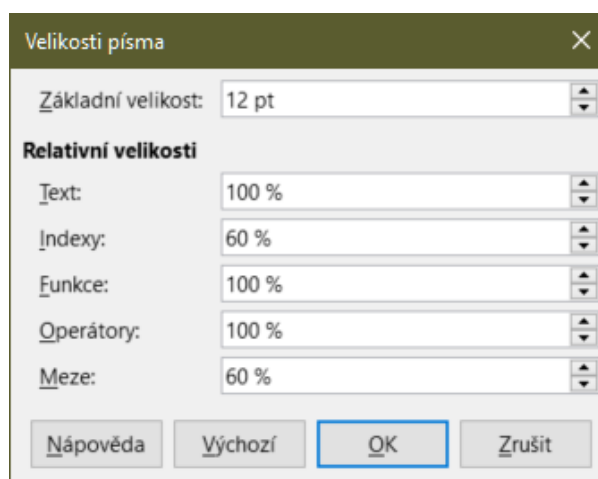 Velikosti písma
Základní velikost: 12 pt
Relativní velikosti
Text: 100 %
Indexy: 60 %
Funkce: 100 %
Operátory: 100 %
Meze: 60 %
Nápověda Výchozí OK Zrušit